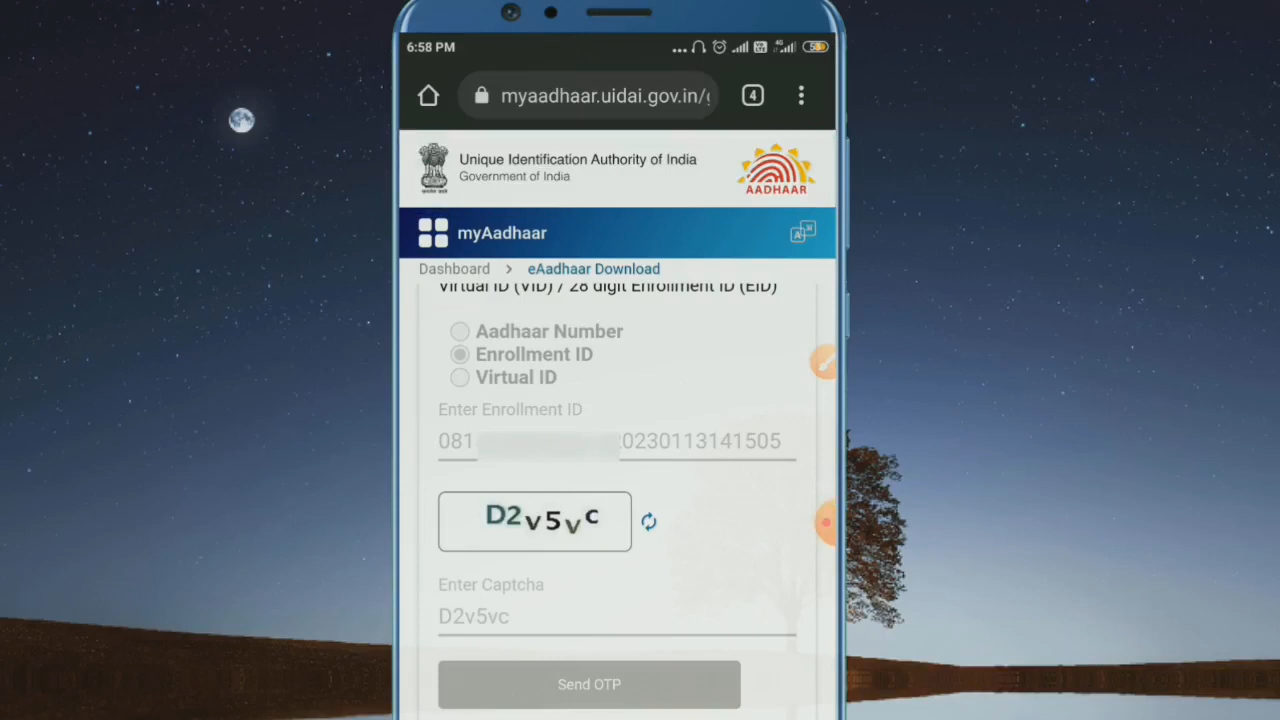 6:58 PM
4G
myaadhaar.uidai.gov.in/g
4
Unique Identification Authority of India
Government of India
AADHAAR
myAadhaar
Dashboard > eAadhaar Download
Virtual ID (VID) / 28 digit Enrollment ID (EID)
Aadhaar Number
Enrollment ID
Virtual ID
Enter Enrollment ID
081 20230113141505
D2v5vc
Enter Captcha
D2v5vc
Send OTP